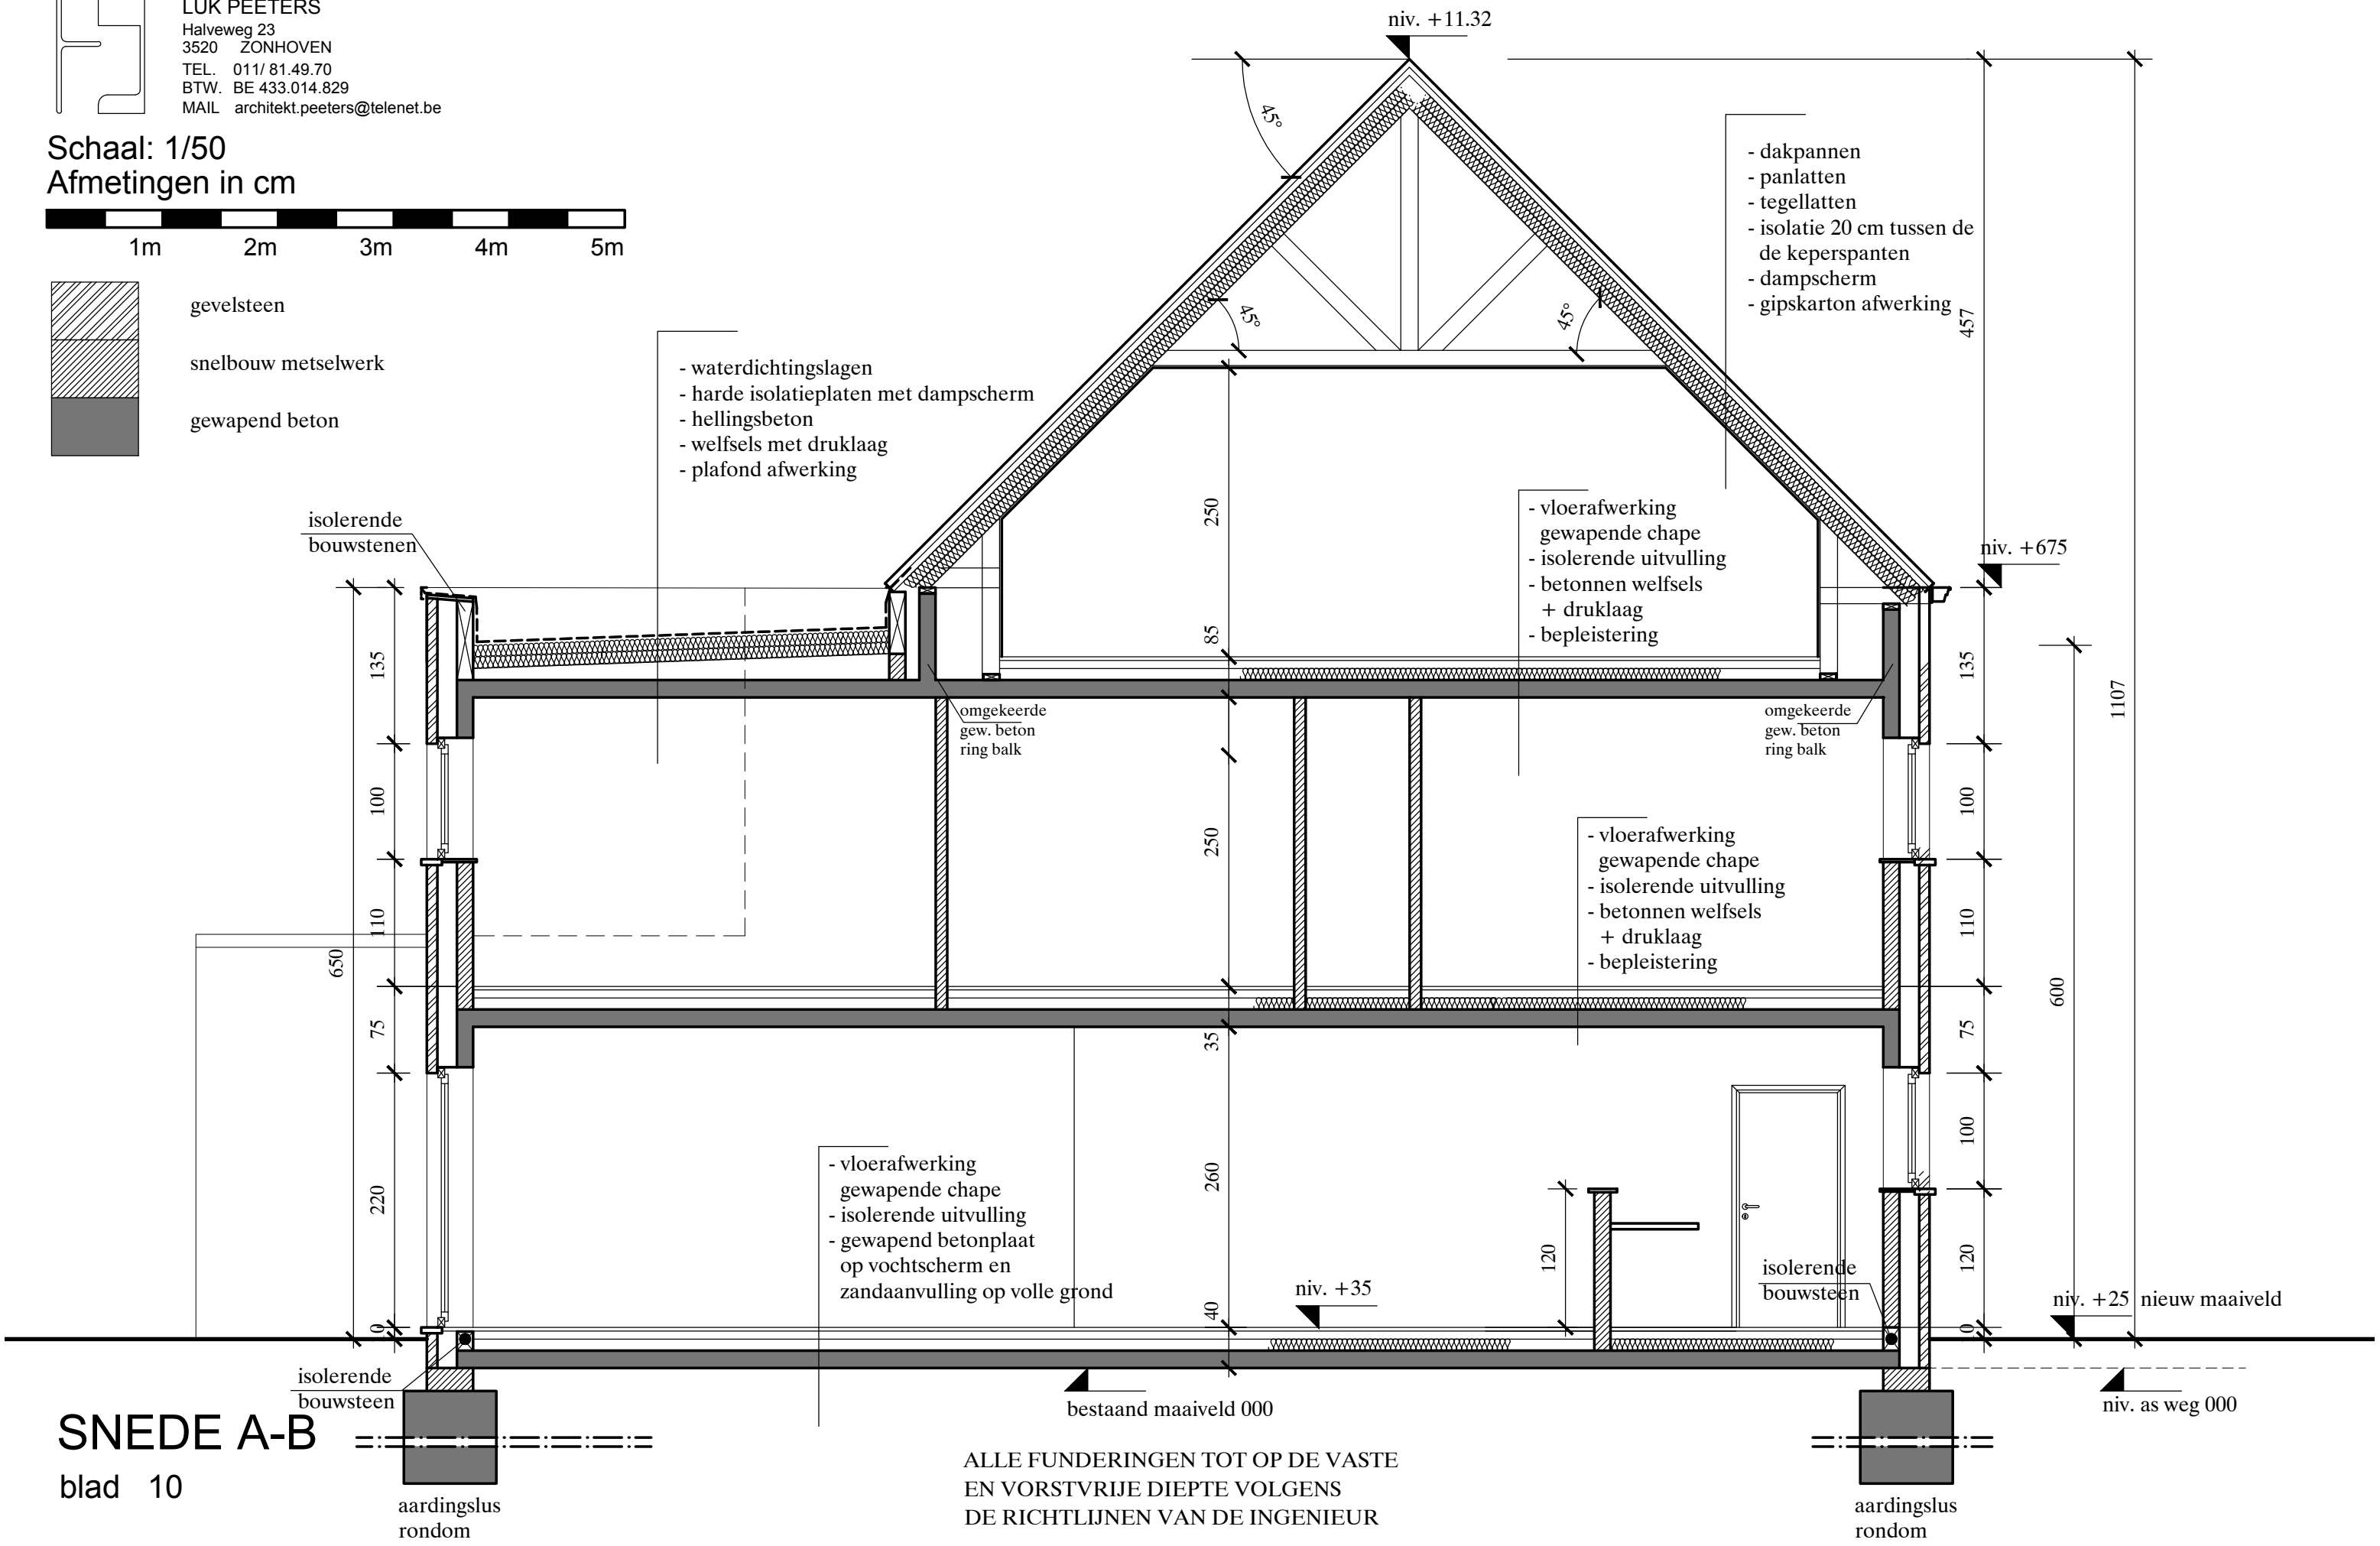 LUK PEETERS
Halveweg 23
3520 ZONHOVEN
TEL. 011/ 81.49.70
BTW. BE 433.014.829
MAIL architekt.peeters@telenet.be
Schaal: 1/50
Afmetingen in cm
1m 2m 3m 4m 5m
gevelsteen
snelbouw metselwerk
gewapend beton
niv. +11.32
45°
45°
45°
- dakpannen
- panlatten
- tegellatten
- isolatie 20 cm tussen de
de keperspanten
- dampscherm
- gipskarton afwerking
457
- waterdichtingslagen
- harde isolatieplaten met dampscherm
- hellingsbeton
- welfsels met druklaag
- plafond afwerking
isolerende
bouwstenen
250
- vloerafwerking
gewapende chape
- isolerende uitvulling
- betonnen welfsels
+ druklaag
- bepleistering
niv. +675
135
85
135
1107
omgekeerde
gew. beton
ring balk
omgekeerde
gew. beton
ring balk
100
250
100
- vloerafwerking
gewapende chape
- isolerende uitvulling
- betonnen welfsels
+ druklaag
- bepleistering
110
110
650
600
75
35
75
100
- vloerafwerking
gewapende chape
- isolerende uitvulling
- gewapend betonplaat
op vochtscherm en
zandaanvulling op volle grond
220
260
120
120
isolerende
bouwsteen
niv. +35
40
0
0
niv. +25 nieuw maaiveld
isolerende
bouwsteen
bestaand maaiveld 000
niv. as weg 000
SNEDE A-B
blad 10
aardingslus
rondom
ALLE FUNDERINGEN TOT OP DE VASTE
EN VORSTVRIJE DIEPTE VOLGENS
DE RICHTLIJNEN VAN DE INGENIEUR
aardingslus
rondom